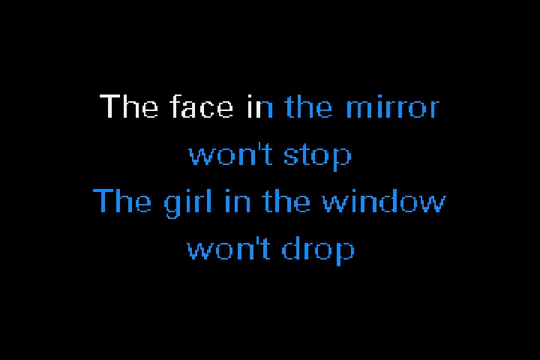 The face in the mirror
won't stop
The girl in the window
won't drop